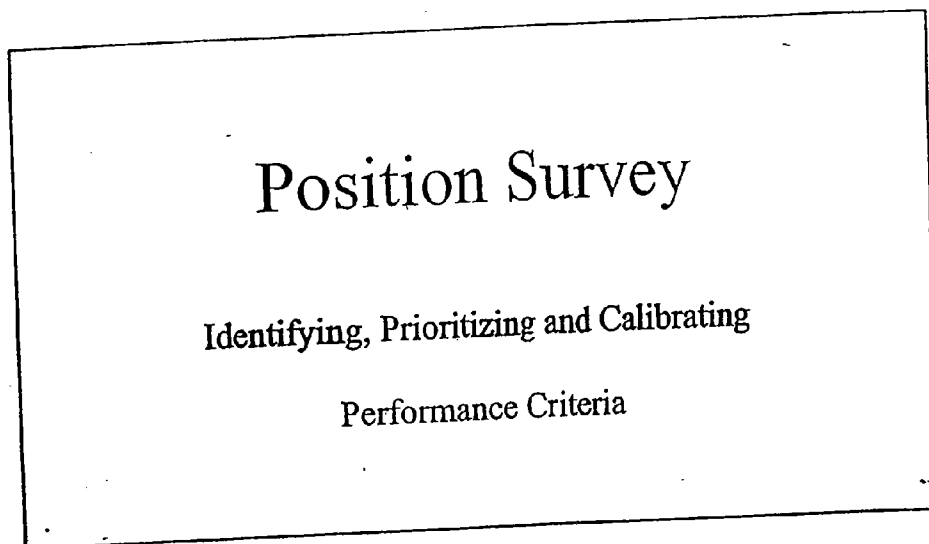 Position Survey
Identifying, Prioritizing and Calibrating
Performance Criteria